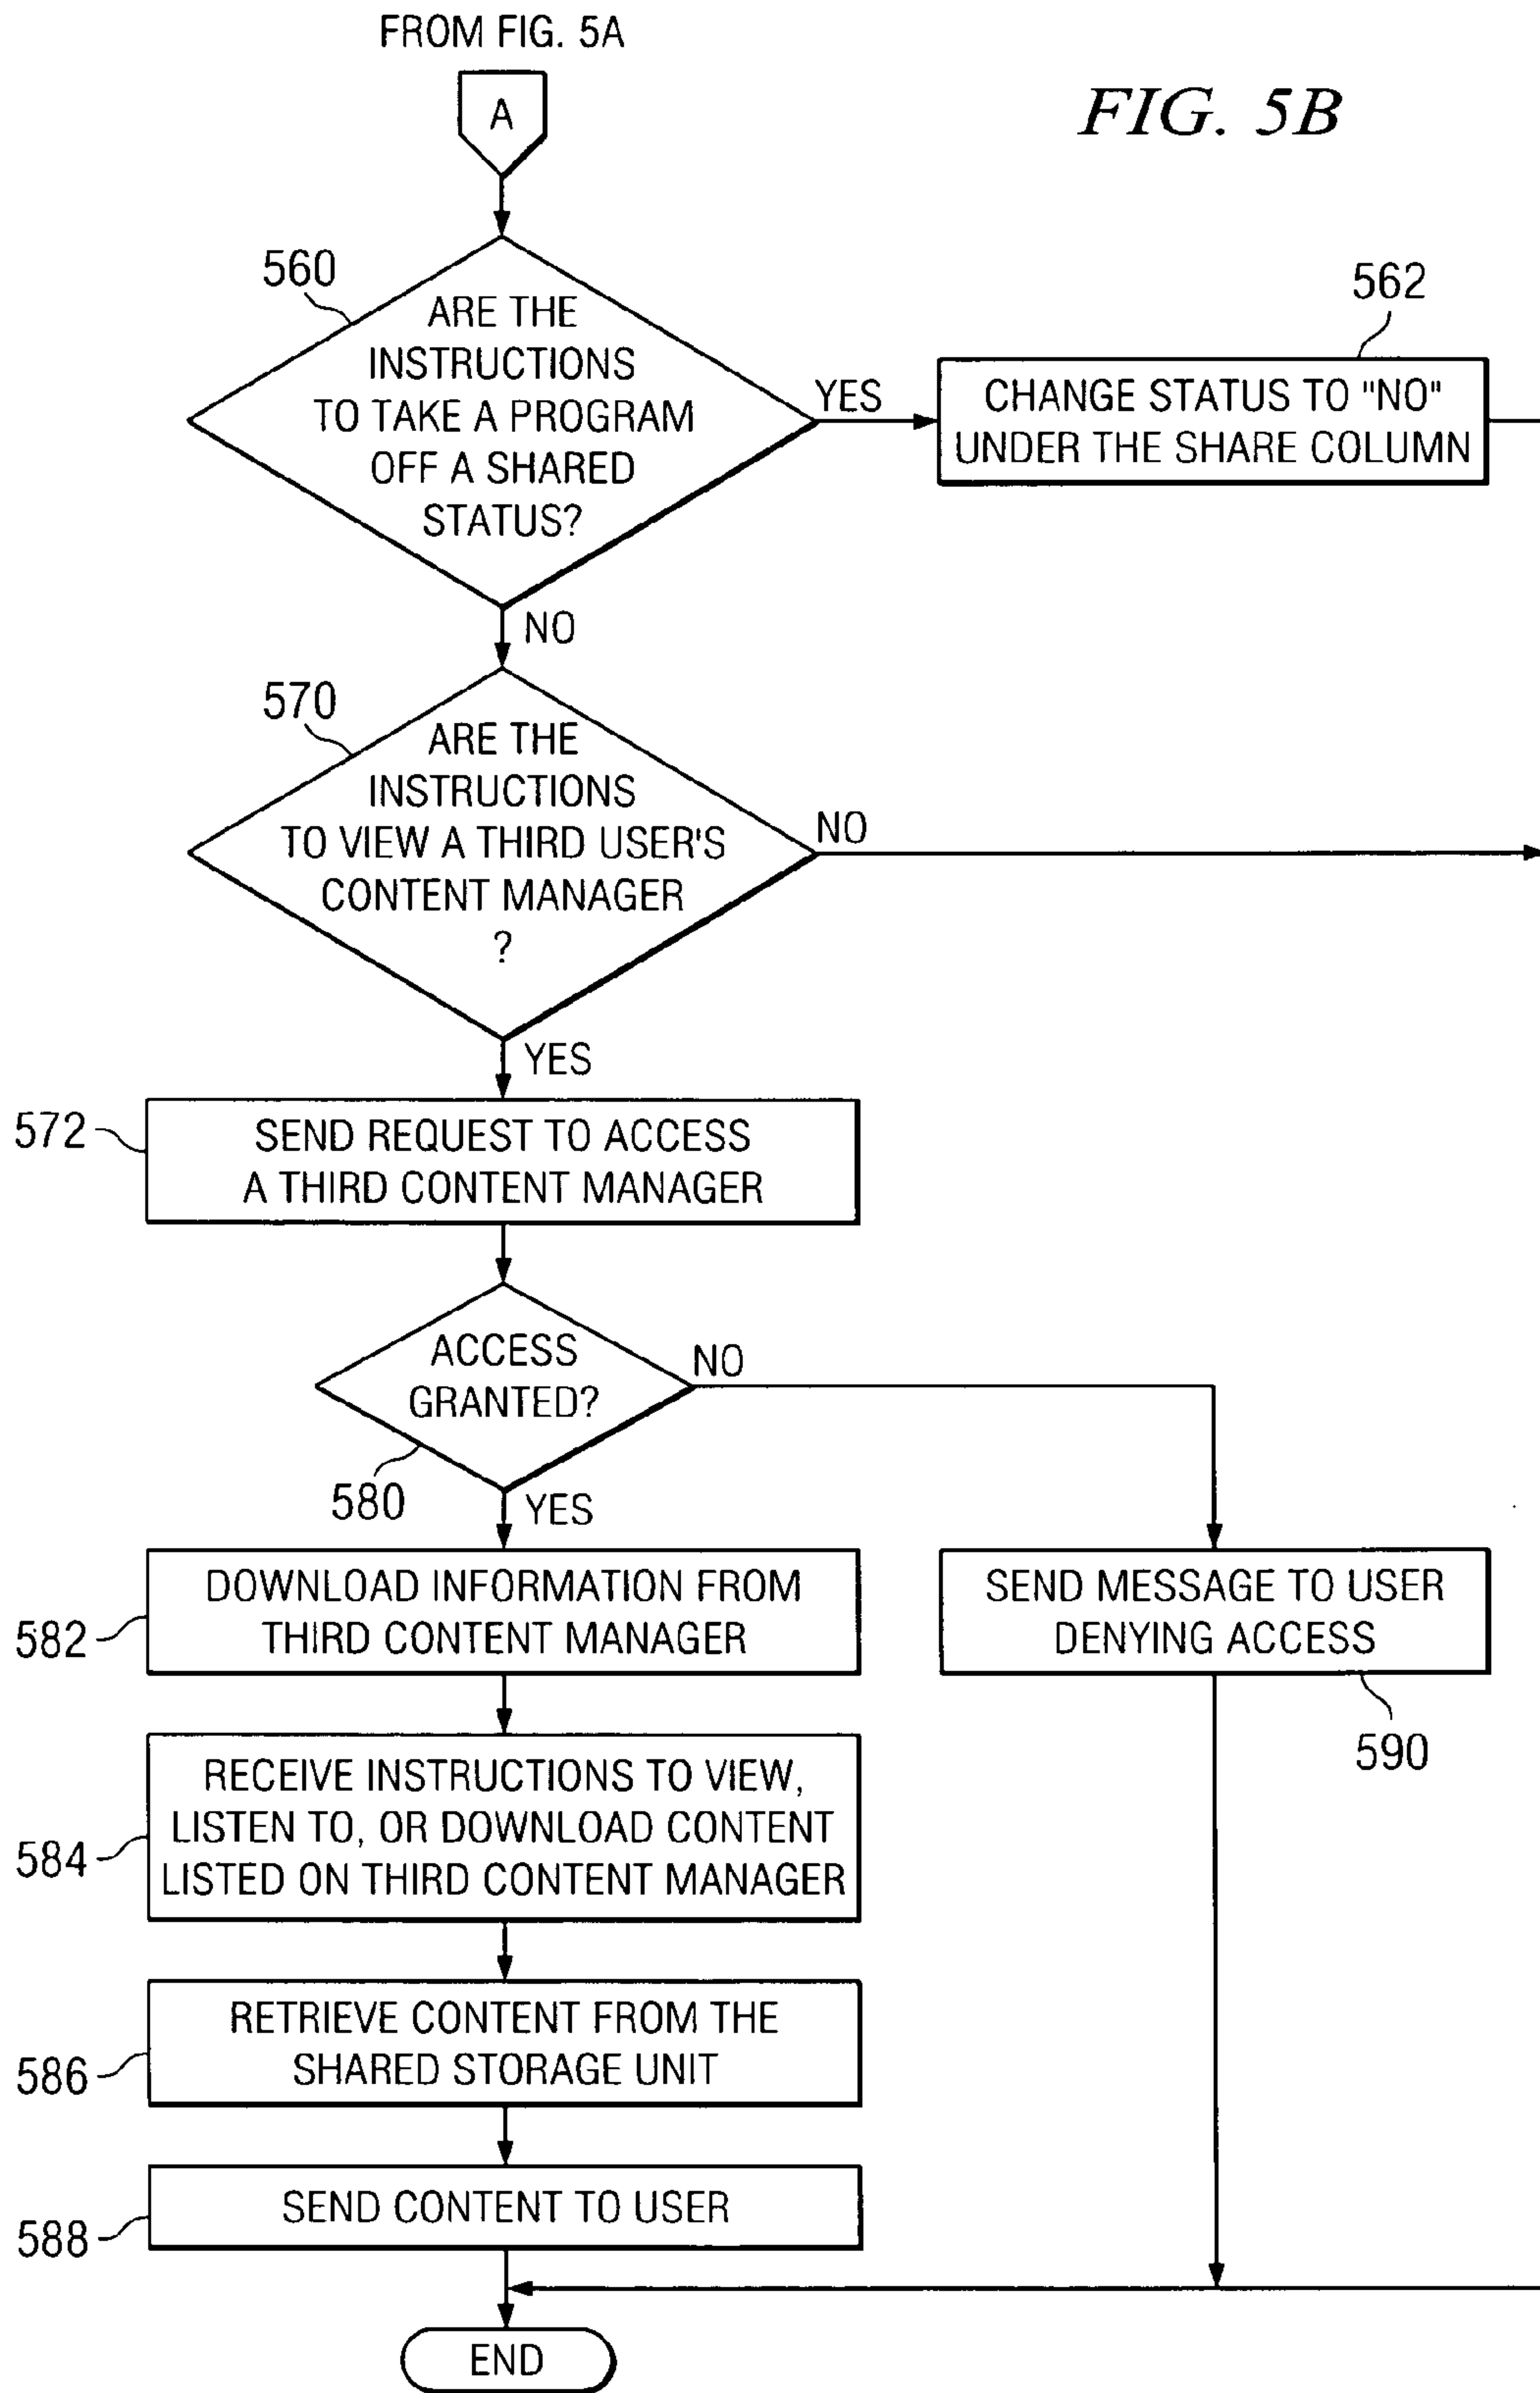 FROM FIG. 5A
A
FIG. 5B
560
ARE THE
INSTRUCTIONS
TO TAKE A PROGRAM
OFF A SHARED
STATUS?
YES
562
CHANGE STATUS TO "NO"
UNDER THE SHARE COLUMN
NO
570
ARE THE
INSTRUCTIONS
TO VIEW A THIRD USER'S
CONTENT MANAGER
?
NO
YES
572
SEND REQUEST TO ACCESS
A THIRD CONTENT MANAGER
ACCESS
GRANTED?
NO
580
YES
582
DOWNLOAD INFORMATION FROM
THIRD CONTENT MANAGER
SEND MESSAGE TO USER
DENYING ACCESS
590
584
RECEIVE INSTRUCTIONS TO VIEW,
LISTEN TO, OR DOWNLOAD CONTENT
LISTED ON THIRD CONTENT MANAGER
586
RETRIEVE CONTENT FROM THE
SHARED STORAGE UNIT
588
SEND CONTENT TO USER
END